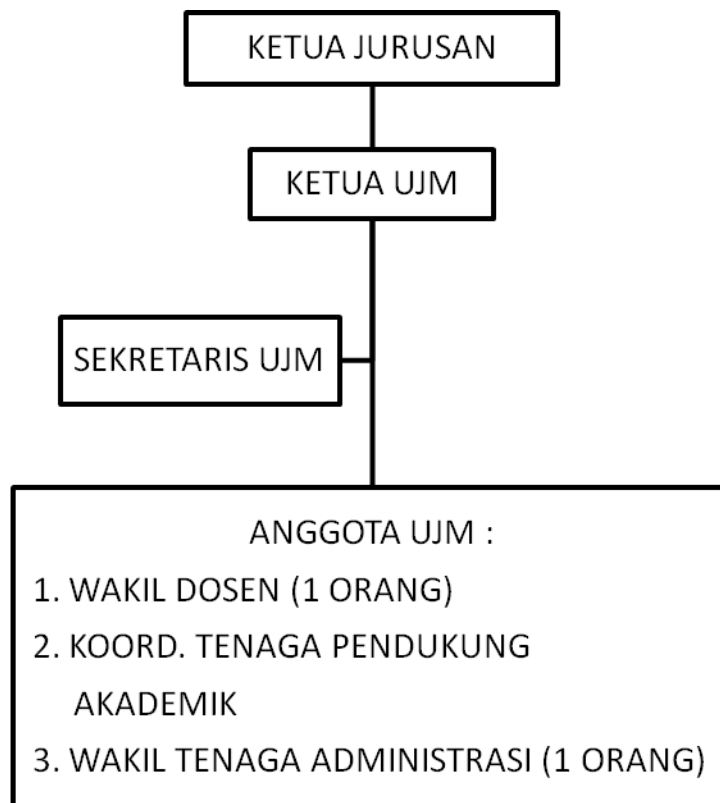 KETUA JURUSAN
KETUA UJM
SEKRETARIS UJM
ANGGOTA UJM :
1. WAKIL DOSEN (1 ORANG)
2. KOORD. TENAGA PENDUKUNG
AKADEMIK
3. WAKIL TENAGA ADMINISTRASI (1 ORANG)